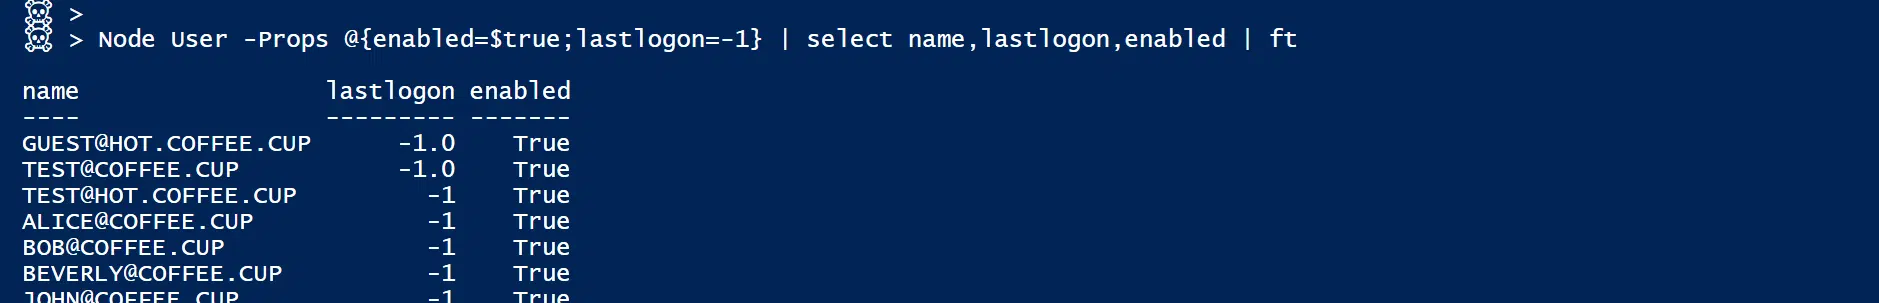 >
> Node User -Props @{enabled=$true;lastlogon=-1} | select name,lastlogon,enabled | ft
name lastlogon enabled
---- --------- -------
GUEST@HOT.COFFEE.CUP -1.0 True
TEST@COFFEE.CUP -1.0 True
TEST@HOT.COFFEE.CUP -1 True
ALICE@COFFEE.CUP -1 True
BOB@COFFEE.CUP -1 True
BEVERLY@COFFEE.CUP -1 True
JOHN@COFFEE.CUP -1 True